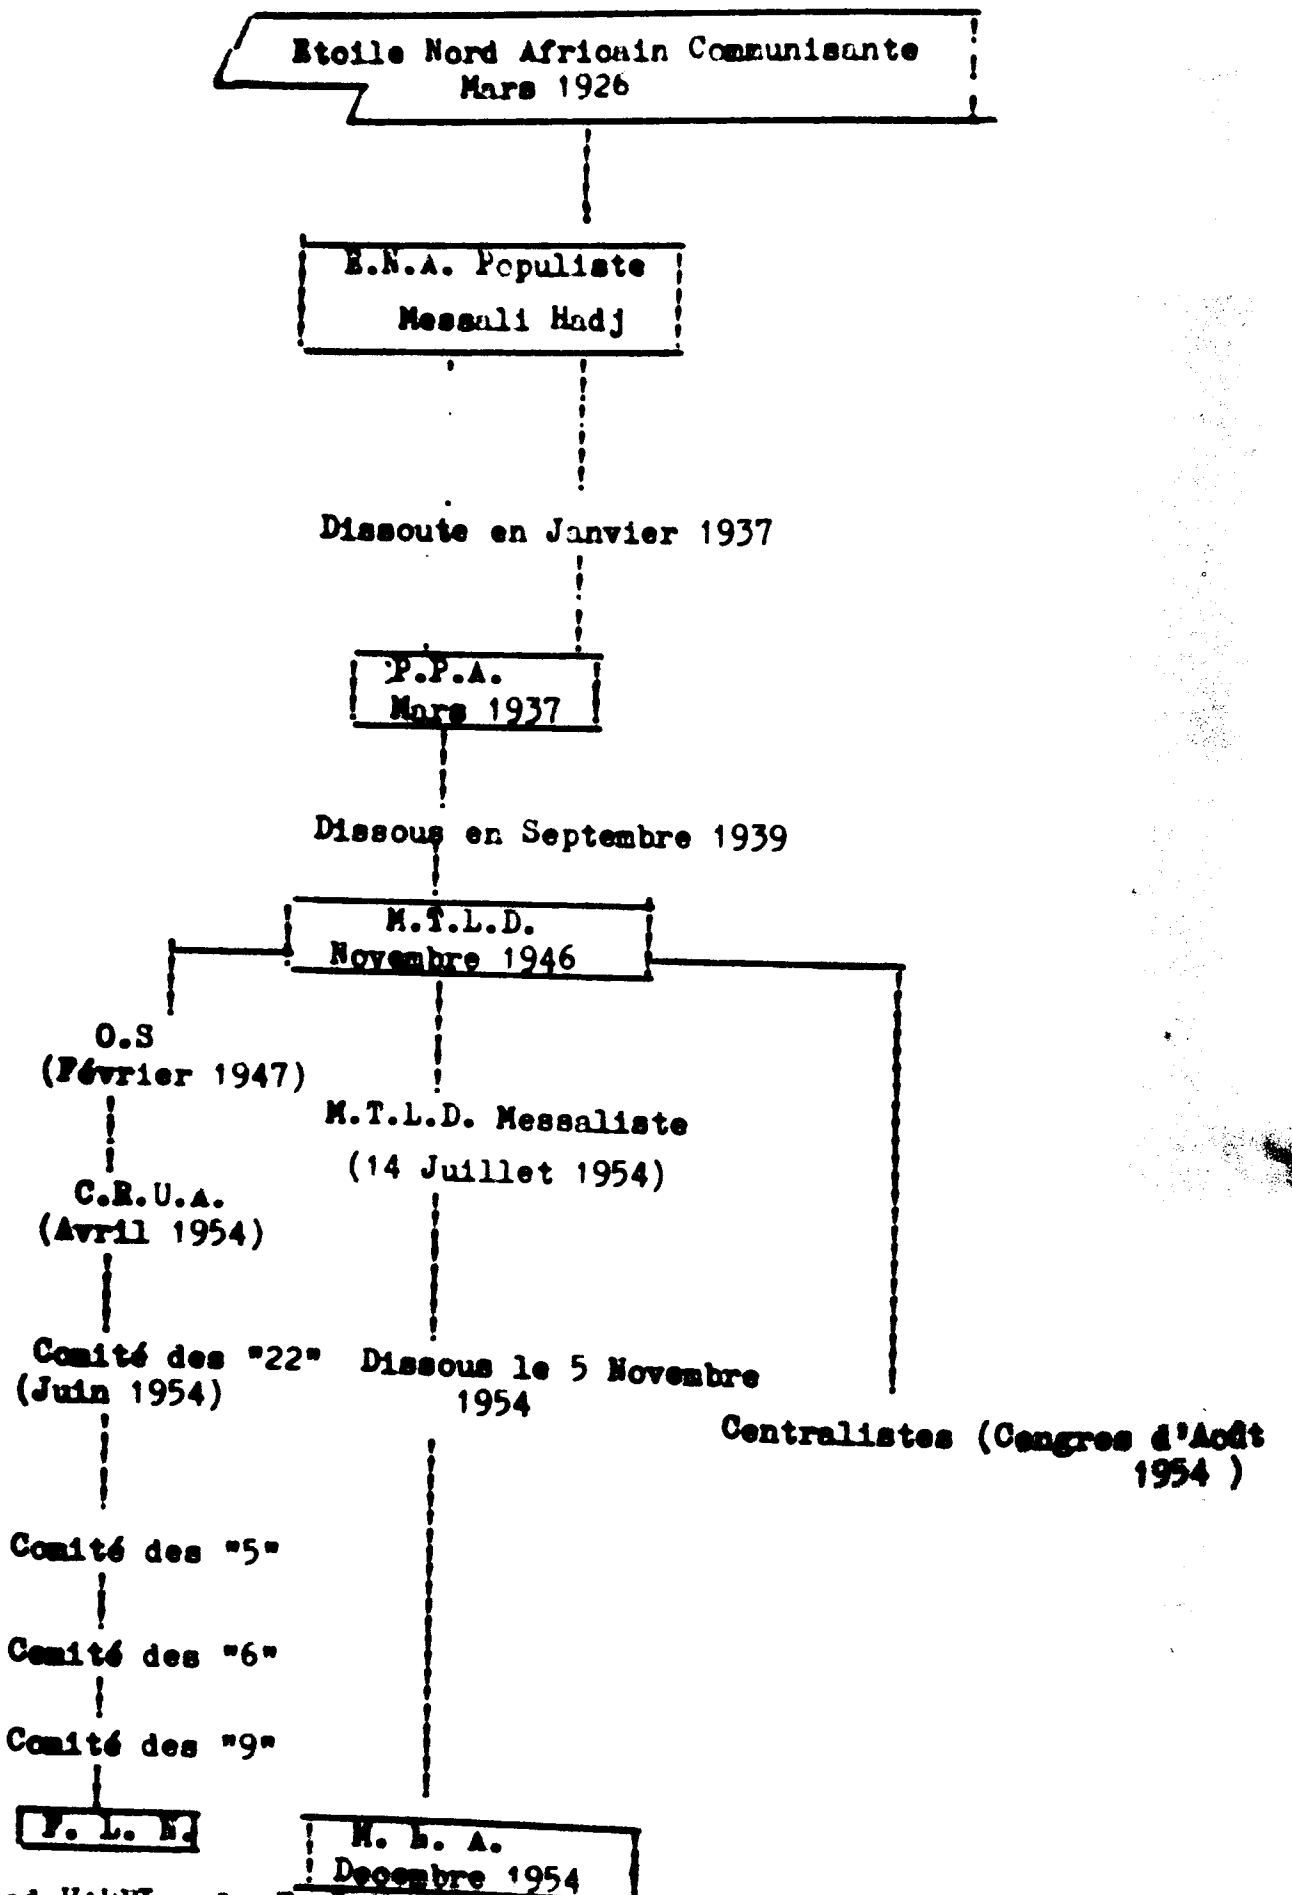 Etoile Nord Africain Communisante
Mars 1926
E.N.A. Populiste
Messali Hadj
Dissoute en Janvier 1937
P.P.A.
Mars 1937
Dissous en Septembre 1939
M.T.L.D.
Novembre 1946
O.S
(Février 1947)
M.T.L.D. Messaliste
(14 Juillet 1954)
C.R.U.A.
(Avril 1954)
Comité des "22"
(Juin 1954)
Dissous le 5 Novembre
1954
Centralistes (Congres d'Août
1954 )
Comité des "5"
Comité des "6"
Comité des "9"
F. L. N.
M. L. A.
Decembre 1954